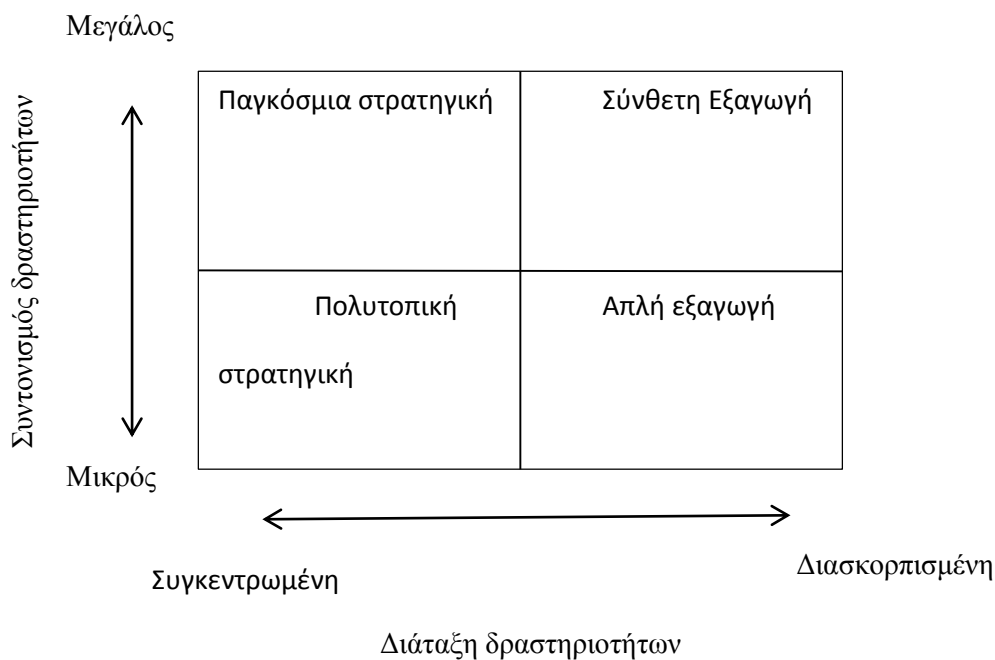 Μεγάλος
Συντονισμός δραστηριοτήτων
Παγκόσμια στρατηγική
Σύνθετη Εξαγωγή
Πολυτοπική
στρατηγική
Απλή εξαγωγή
Μικρός
Συγκεντρωμένη
Διασκορπισμένη
Διάταξη δραστηριοτήτων